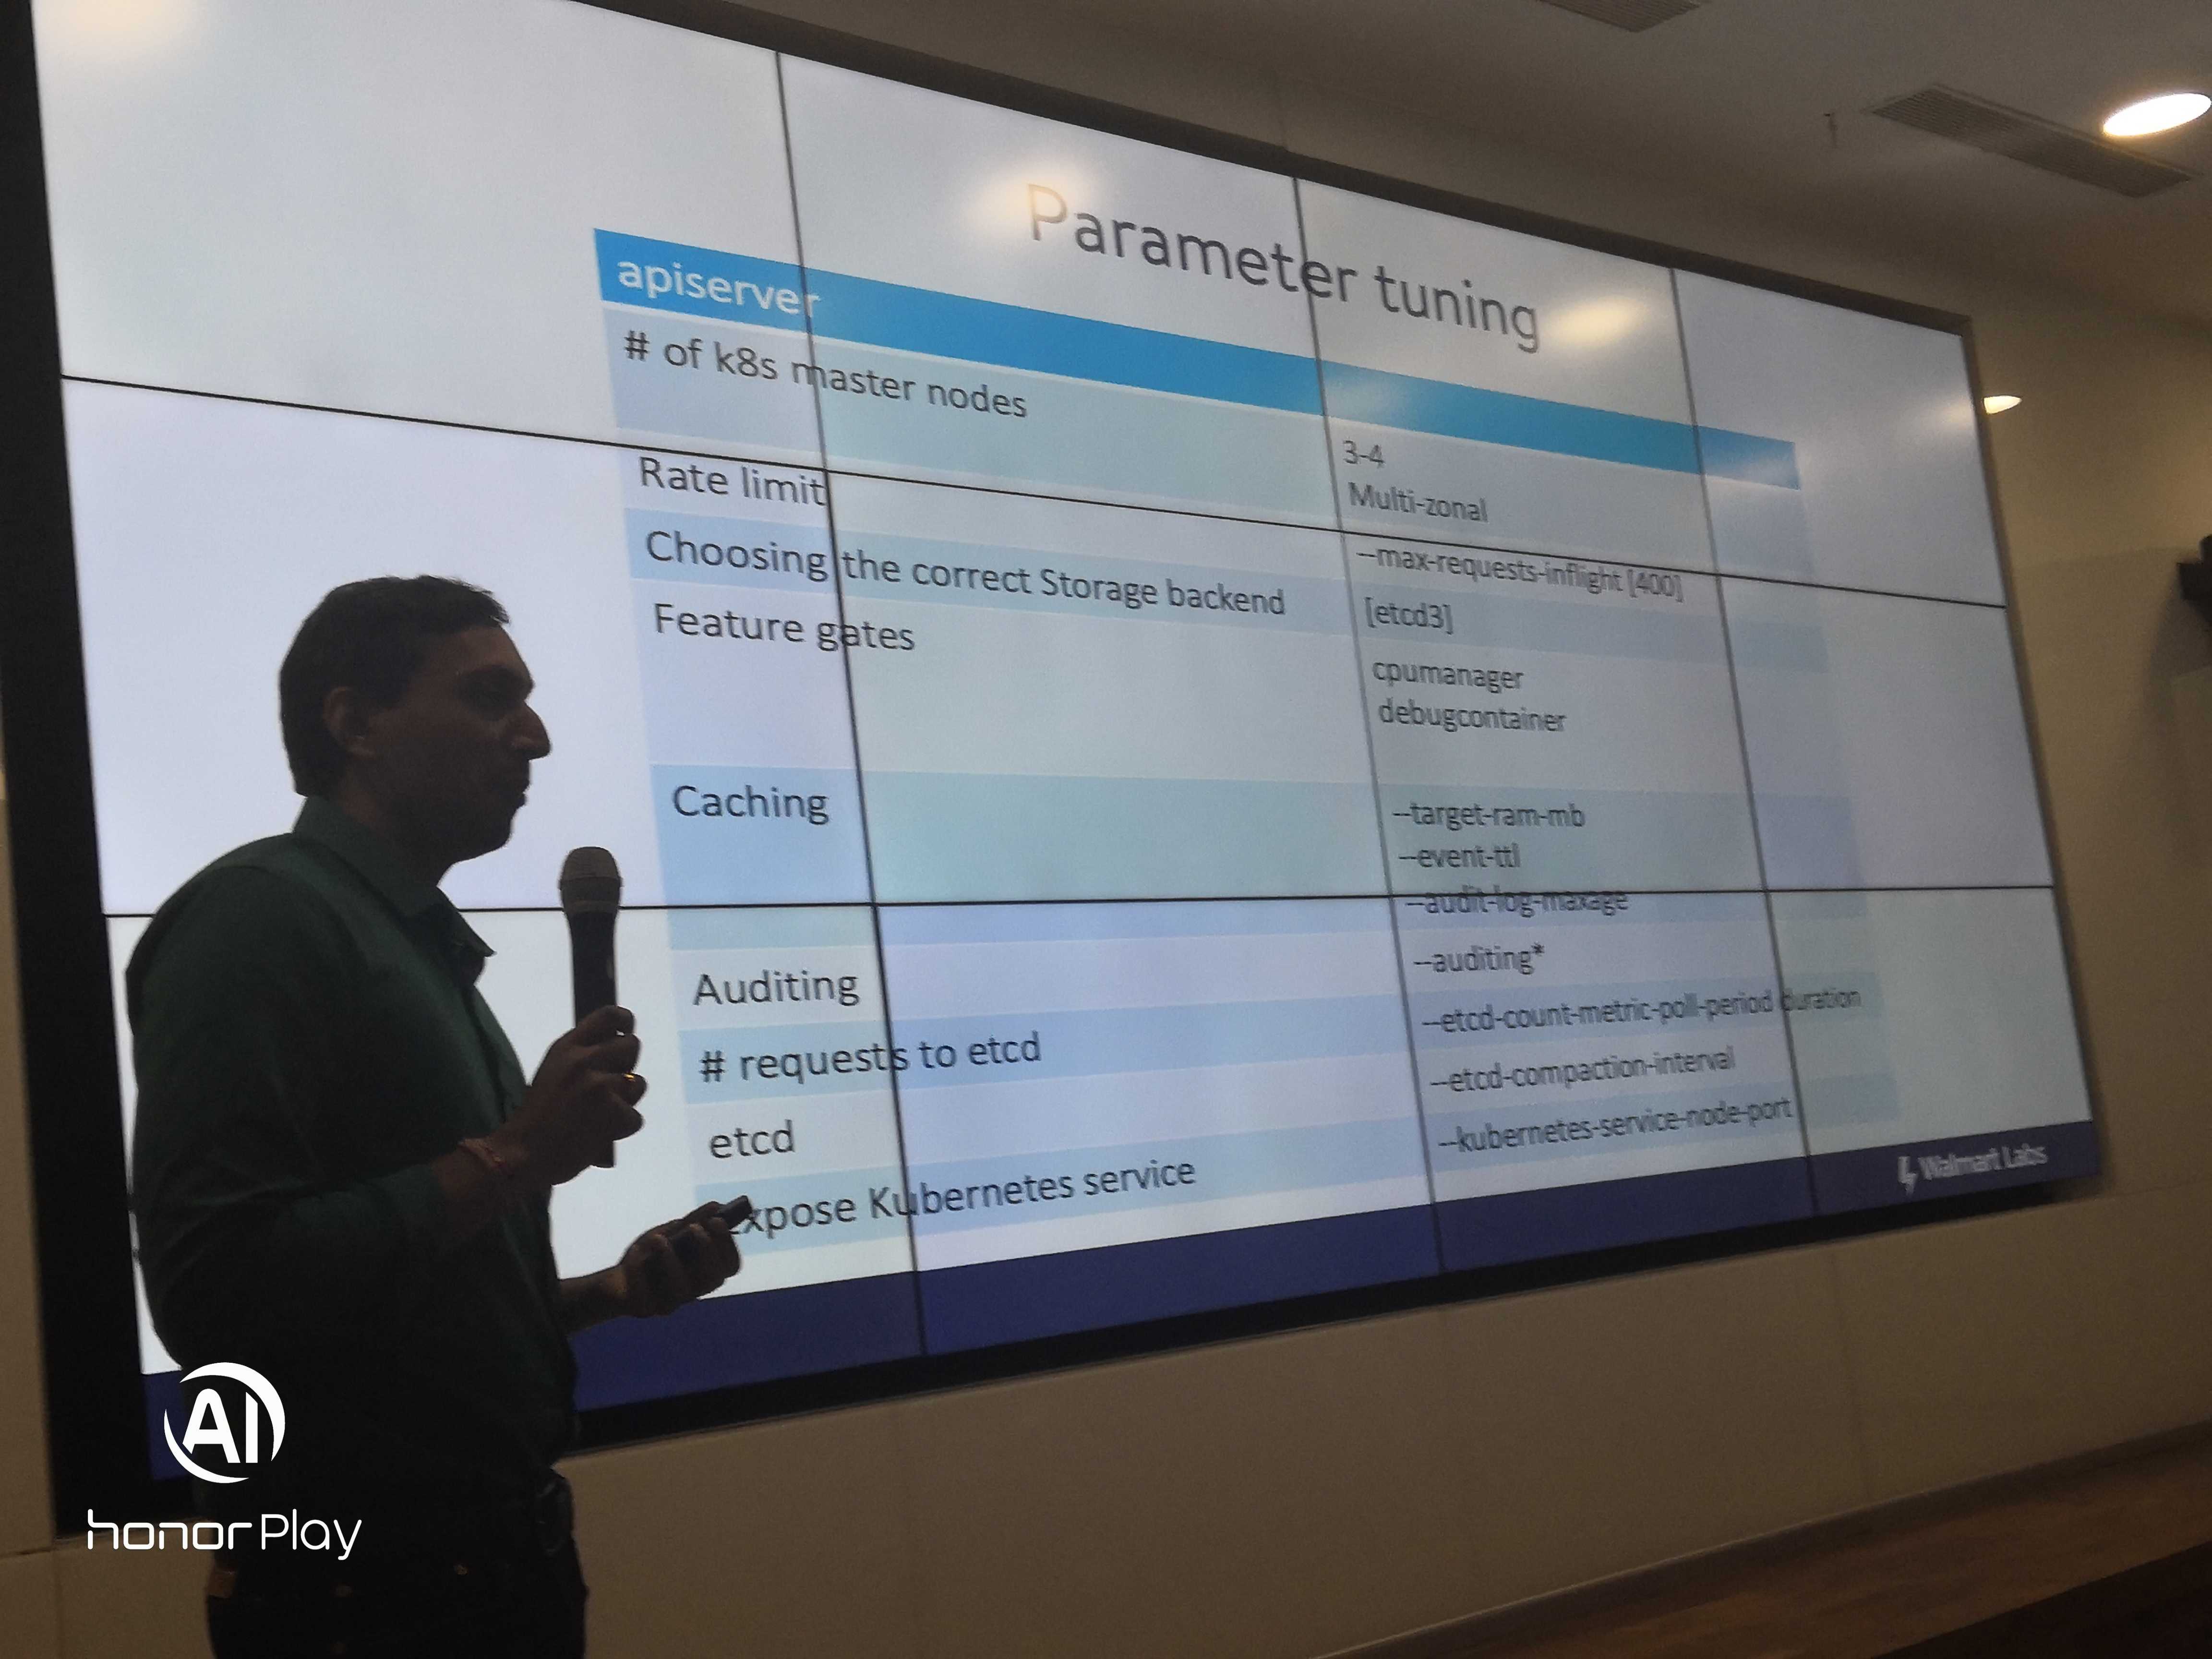 Parameter tuning
apiserver
# of k8s master nodes
3-4
Multi-zonal
Rate limit
--max-requests-inflight [400]
Choosing the correct Storage backend
[etcd3]
Feature gates
cpumanager
debugcontainer
Caching
--target-ram-mb
--event-ttl
--audit-log-maxage
Auditing
--auditing*
# requests to etcd
--etcd-count-metric-poll-period duration
etcd
--etcd-compaction-interval
Expose Kubernetes service
--kubernetes-service-node-port
Walmart Labs
AI
honor Play